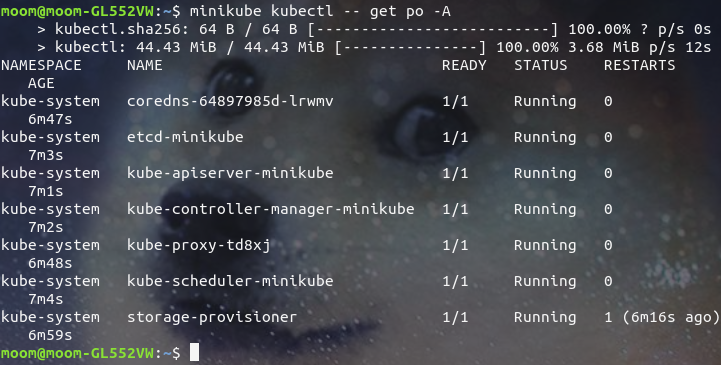 moom@moom-GL552VW:~$ minikube kubectl -- get po -A
    > kubectl.sha256: 64 B / 64 B [--------------------------] 100.00% ? p/s 0s
    > kubectl: 44.43 MiB / 44.43 MiB [---------------] 100.00% 3.68 MiB p/s 12s
NAMESPACE     NAME                               READY   STATUS    RESTARTS
   AGE
kube-system   coredns-64897985d-lrwmv            1/1     Running   0
   6m47s
kube-system   etcd-minikube                      1/1     Running   0
   7m3s
kube-system   kube-apiserver-minikube            1/1     Running   0
   7m1s
kube-system   kube-controller-manager-minikube   1/1     Running   0
   7m2s
kube-system   kube-proxy-td8xj                   1/1     Running   0
   6m48s
kube-system   kube-scheduler-minikube            1/1     Running   0
   7m4s
kube-system   storage-provisioner                1/1     Running   1 (6m16s ago)
   6m59s
moom@moom-GL552VW:~$